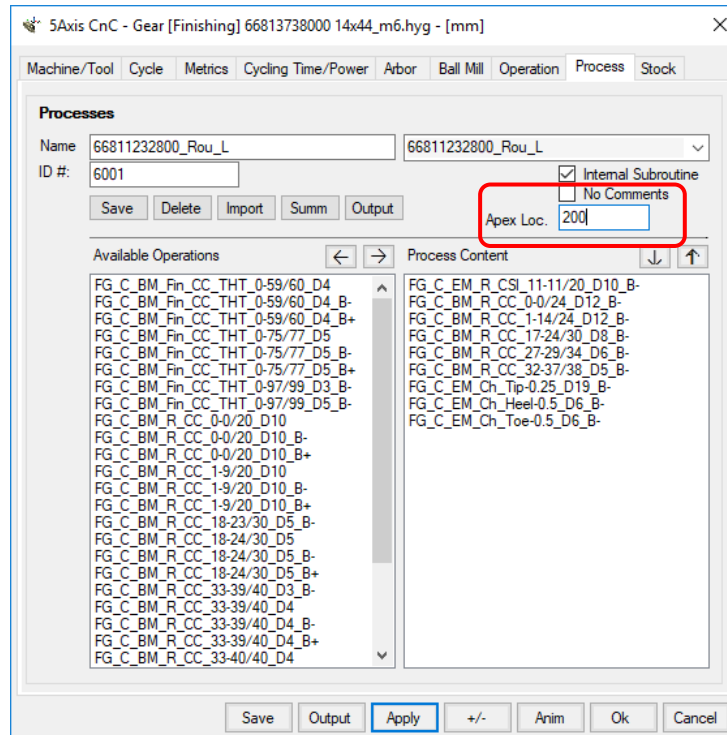 5Axis CnC - Gear [Finishing] 66813738000 14x44_m6.hyg - [mm]
Machine/Tool Cycle Metrics Cycling Time/Power Arbor Ball Mill Operation Process Stock
Processes
Name 66811232800_Rou_L 66811232800_Rou_L
ID #: 6001 Internal Subroutine
No Comments
Save Delete Import Summ Output
Apex Loc. 200
Available Operations
FG_C_BM_Fin_CC_THT_0-59/60_D4
FG_C_BM_Fin_CC_THT_0-59/60_D4_B-
FG_C_BM_Fin_CC_THT_0-59/60_D4_B+
FG_C_BM_Fin_CC_THT_0-75/77_D5
FG_C_BM_Fin_CC_THT_0-75/77_D5_B-
FG_C_BM_Fin_CC_THT_0-75/77_D5_B+
FG_C_BM_Fin_CC_THT_0-97/99_D3_B-
FG_C_BM_Fin_CC_THT_0-97/99_D5_B-
FG_C_BM_R_CC_0-0/20_D10
FG_C_BM_R_CC_0-0/20_D10_B-
FG_C_BM_R_CC_0-0/20_D10_B+
FG_C_BM_R_CC_1-9/20_D10
FG_C_BM_R_CC_1-9/20_D10_B-
FG_C_BM_R_CC_1-9/20_D10_B+
FG_C_BM_R_CC_18-23/30_D5_B-
FG_C_BM_R_CC_18-24/30_D5
FG_C_BM_R_CC_18-24/30_D5_B-
FG_C_BM_R_CC_18-24/30_D5_B+
FG_C_BM_R_CC_33-39/40_D3_B-
FG_C_BM_R_CC_33-39/40_D4
FG_C_BM_R_CC_33-39/40_D4_B-
FG_C_BM_R_CC_33-39/40_D4_B+
FG_C_BM_R_CC_33-40/40_D4
Process Content
FG_C_EM_R_CSI_11-11/20_D10_B-
FG_C_BM_R_CC_0-0/24_D12_B-
FG_C_BM_R_CC_1-14/24_D12_B-
FG_C_BM_R_CC_17-24/30_D8_B-
FG_C_BM_R_CC_27-29/34_D6_B-
FG_C_BM_R_CC_32-37/38_D5_B-
FG_C_EM_Ch_Tip-0.25_D19_B-
FG_C_EM_Ch_Heel-0.5_D6_B-
FG_C_EM_Ch_Toe-0.5_D6_B-
Save Output Apply +/- Anim Ok Cancel